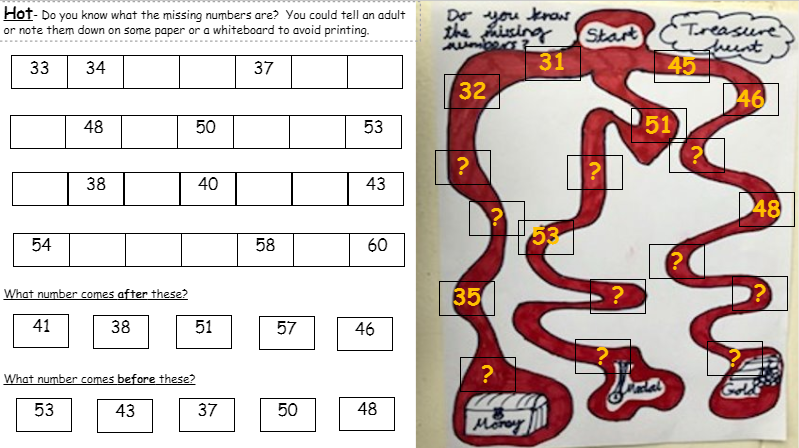 Hot- Do you know what the missing numbers are? You could tell an adult
or note them down on some paper or a whiteboard to avoid printing.
33 34 37
48 50 53
38 40 43
54 58 60
What number comes after these?
41 38 51 57 46
What number comes before these?
53 43 37 50 48
Do you know
the missing
numbers?
Start
Treasure
hunt
31
45
32
46
51
?
?
?
?
48
53
?
35
?
?
?
?
?
Money
Medal
Gold